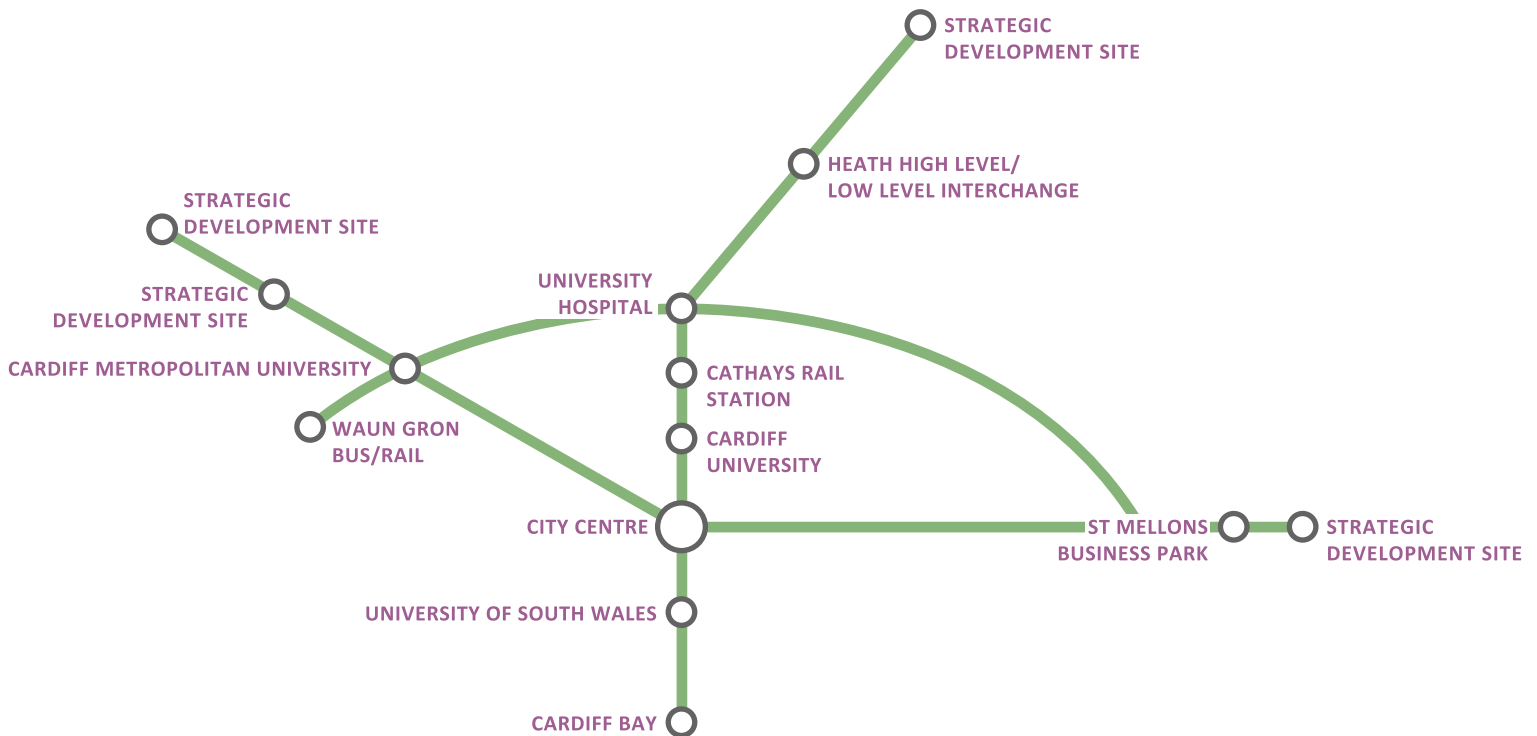 STRATEGIC
DEVELOPMENT SITE
HEATH HIGH LEVEL/
LOW LEVEL INTERCHANGE
STRATEGIC
DEVELOPMENT SITE
UNIVERSITY
HOSPITAL
STRATEGIC
DEVELOPMENT SITE
CARDIFF METROPOLITAN UNIVERSITY
CATHAYS RAIL
STATION
WAUN GRON
BUS/RAIL
CARDIFF
UNIVERSITY
CITY CENTRE
ST MELLONS
BUSINESS PARK
STRATEGIC
DEVELOPMENT SITE
UNIVERSITY OF SOUTH WALES
CARDIFF BAY